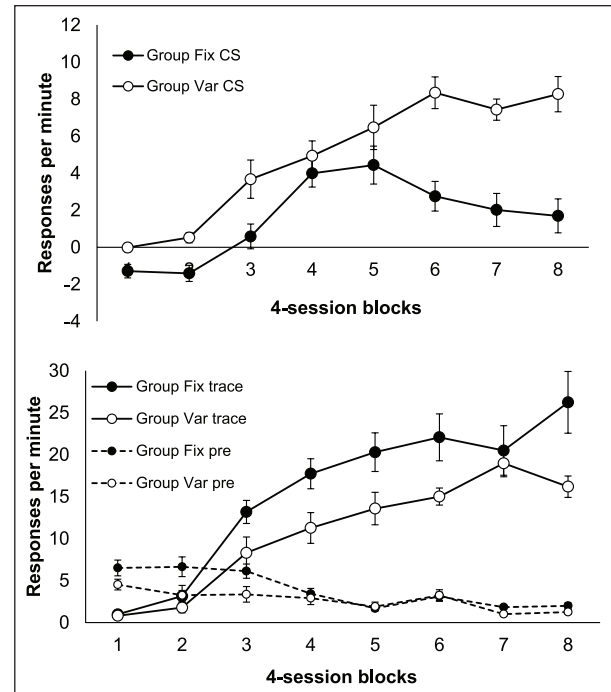 12
10
8
6
4
2
0
-2
-4
Responses per minute
Group Fix CS
Group Var CS
1 2 3 4 5 6 7 8
4-session blocks
30
25
20
15
10
5
0
Responses per minute
Group Fix trace
Group Var trace
Group Fix pre
Group Var pre
1 2 3 4 5 6 7 8
4-session blocks